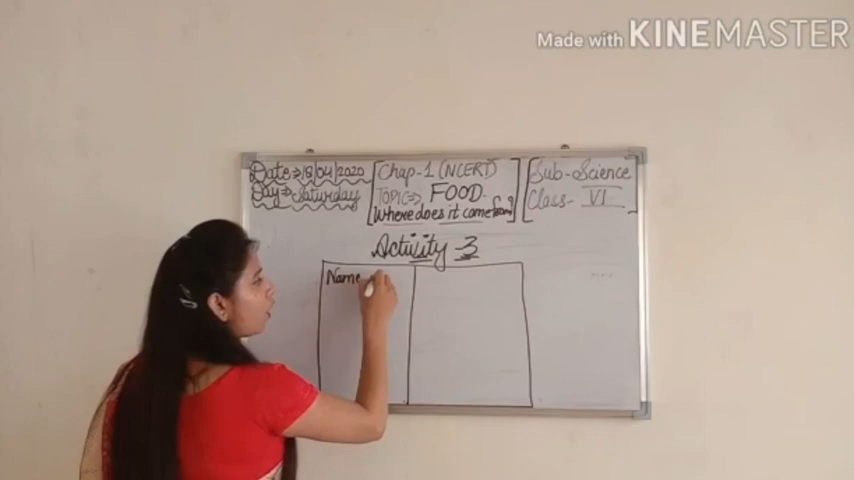 Made with KINEMASTER
Date⇒18/04/2020
Day⇒Saturday
Chap-1 (NCERT)
TOPIC⇒ FOOD.
Where does it come from?
Sub-Science
Class- VI
Activity 3
Name